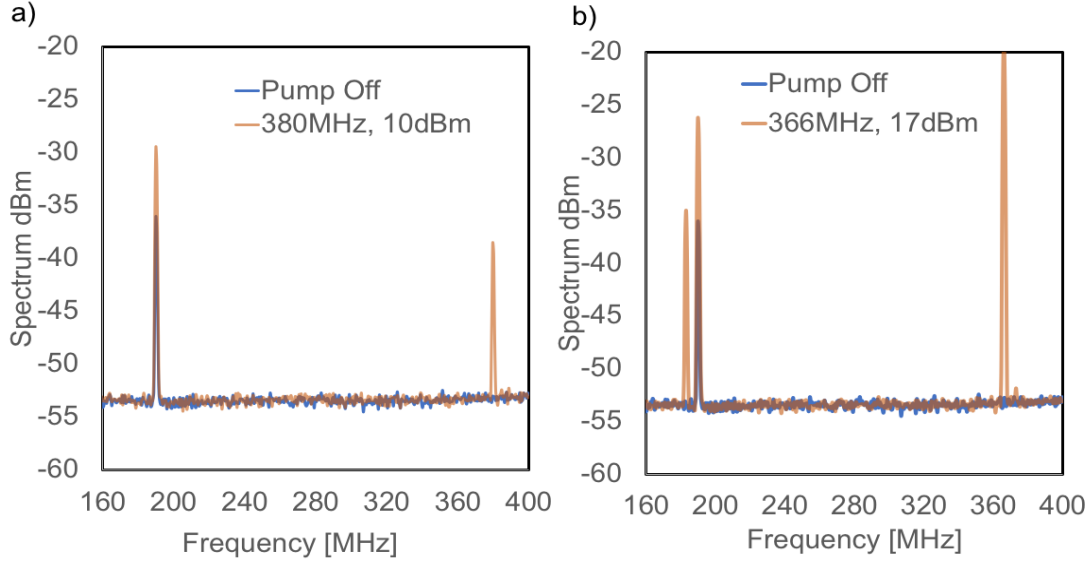 a)
-20
-25
-30
-35
-40
-45
-50
-55
-60
Spectrum dBm
Pump Off
380MHz, 10dBm
160 200 240 280 320 360 400
Frequency [MHz]
b)
-20
-25
-30
-35
-40
-45
-50
-55
-60
Spectrum dBm
Pump Off
366MHz, 17dBm
160 200 240 280 320 360 400
Frequency [MHz]